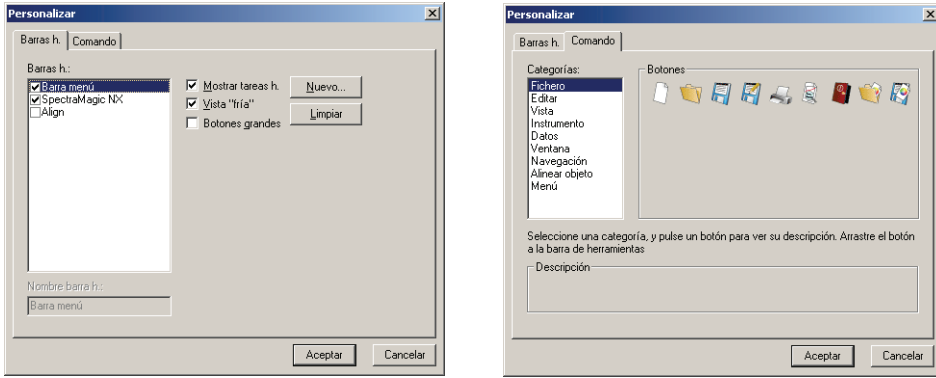 Personalizar
Barras h.
Comando
Barras h.:
Barra menú
SpectraMagic NX
Align
Mostrar tareas h.
Vista "fría"
Botones grandes
Nuevo...
Limpiar
Nombre barra h.:
Barra menú
Aceptar
Cancelar
Personalizar
Barras h.
Comando
Categorías:
Fichero
Editar
Vista
Instrumento
Datos
Ventana
Navegación
Alinear objeto
Menú
Botones
Seleccione una categoría, y pulse un botón para ver su descripción. Arrastre el botón
a la barra de herramientas
Descripción
Aceptar
Cancelar